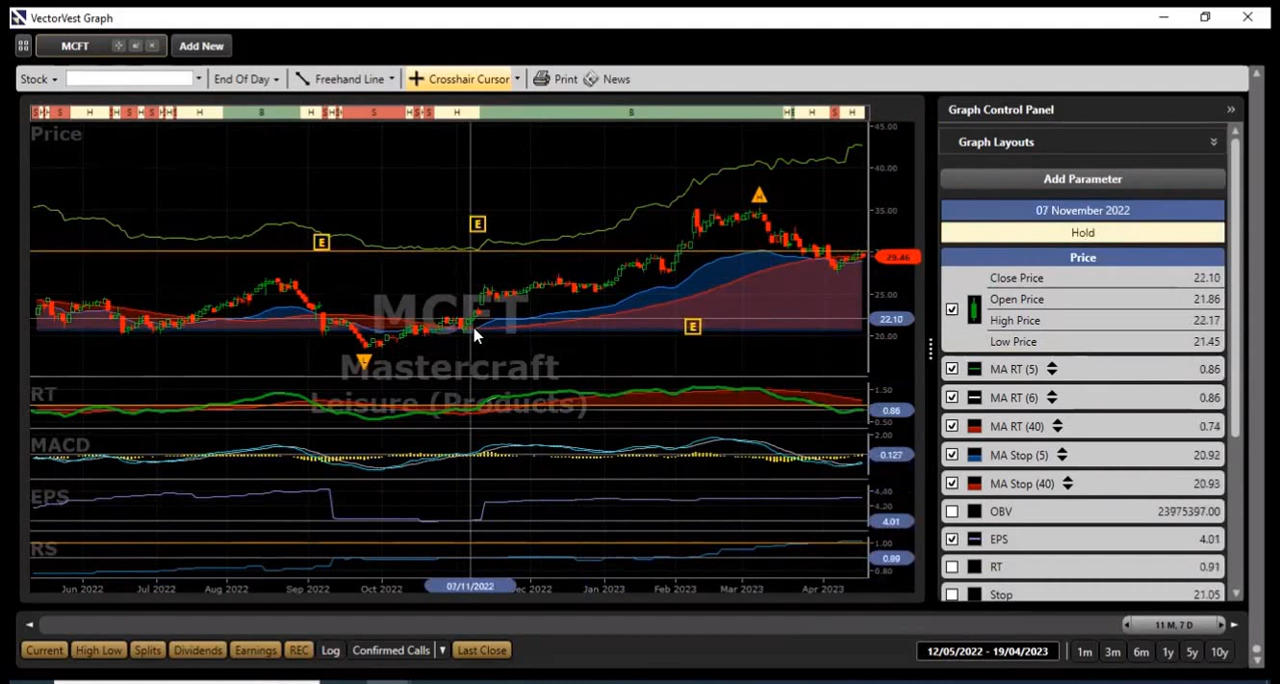 VectorVest Graph
MCFT
Add New
Stock
End Of Day
Freehand Line
Crosshair Cursor
Print
News
S H S H S H S S H B H S H S H S S H B H H S H
Price
45.00
40.00
35.00
29.46
25.00
22.10
20.00
E
E
E
H
L
MCFT
Mastercraft
Leisure (Products)
RT
1.50
0.86
0.50
MACD
2.00
0.127
EPS
4.40
4.20
4.01
RS
1.00
0.89
0.80
Jun 2022
Jul 2022
Aug 2022
Sep 2022
Oct 2022
07/11/2022
Dec 2022
Jan 2023
Feb 2023
Mar 2023
Apr 2023
Graph Control Panel
Graph Layouts
Add Parameter
07 November 2022
Hold
Price
Close Price 22.10
Open Price 21.86
High Price 22.17
Low Price 21.45
MA RT (5) 0.86
MA RT (6) 0.86
MA RT (40) 0.74
MA Stop (5) 20.92
MA Stop (40) 20.93
OBV 23975397.00
EPS 4.01
RT 0.91
Stop 21.05
11 M, 7 D
Current
High Low
Splits
Dividends
Earnings
REC
Log
Confirmed Calls
Last Close
12/05/2022 - 19/04/2023
1m
3m
6m
1y
5y
10y